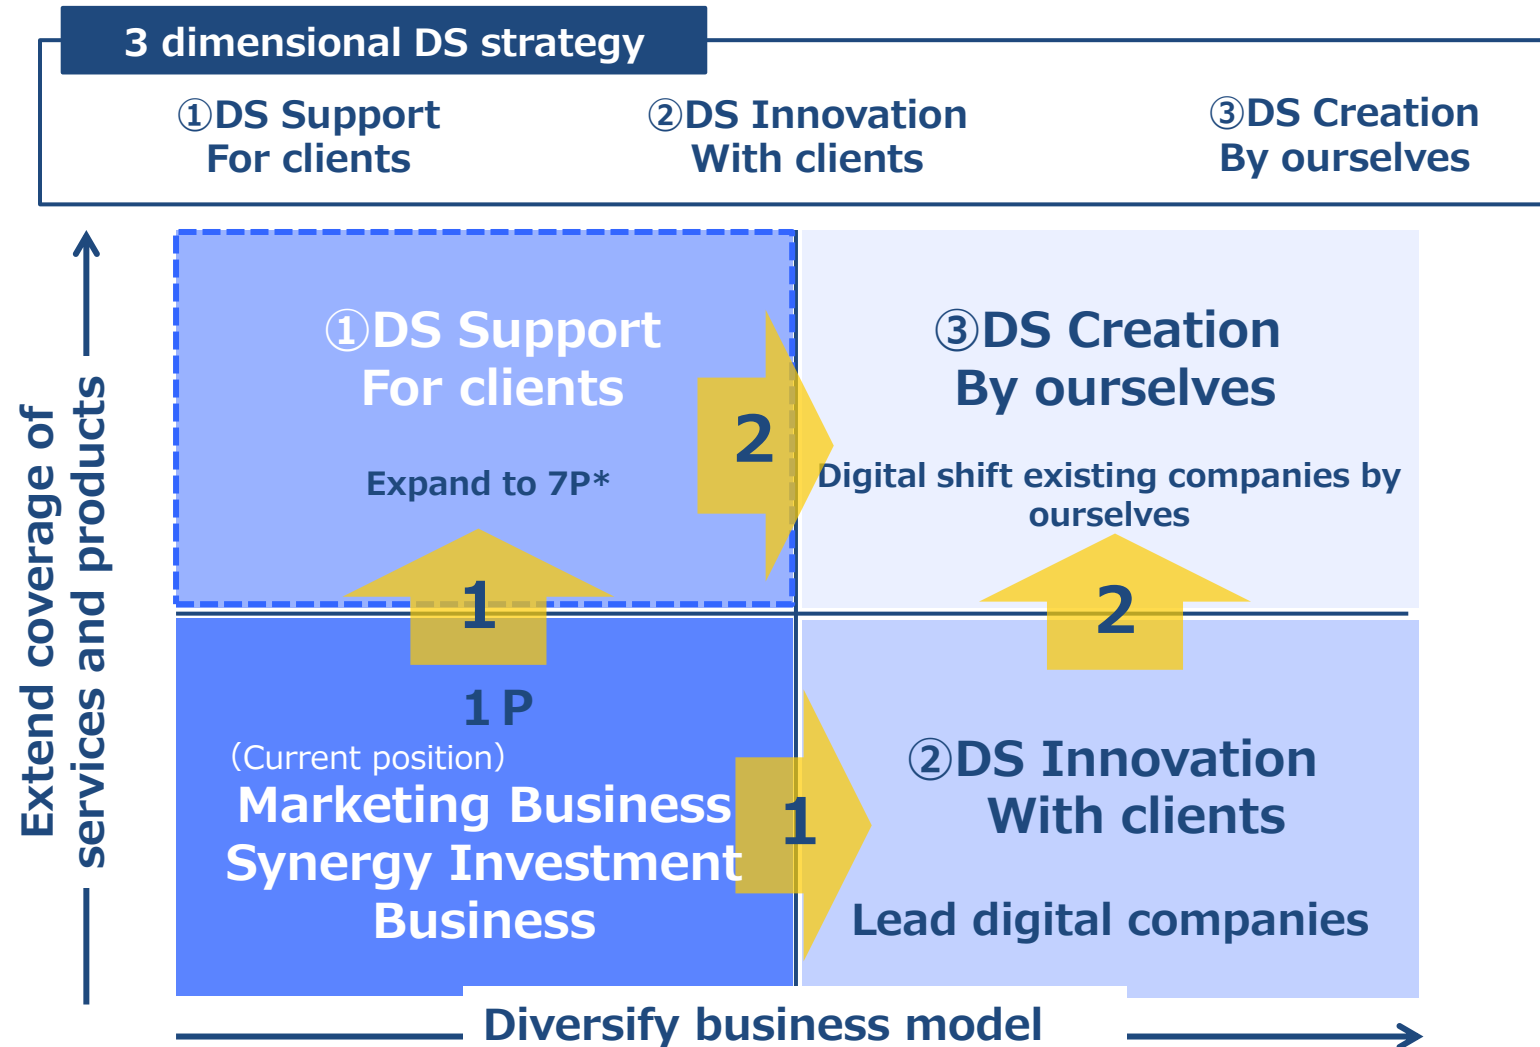 3 dimensional DS strategy
①DS Support
For clients
②DS Innovation
With clients
③DS Creation
By ourselves
Extend coverage of
services and products
①DS Support
For clients
Expand to 7P*
2
③DS Creation
By ourselves
Digital shift existing companies by
ourselves
1
2
1 P
（Current position）
Marketing Business
Synergy Investment
Business
1
②DS Innovation
With clients
Lead digital companies
Diversify business model